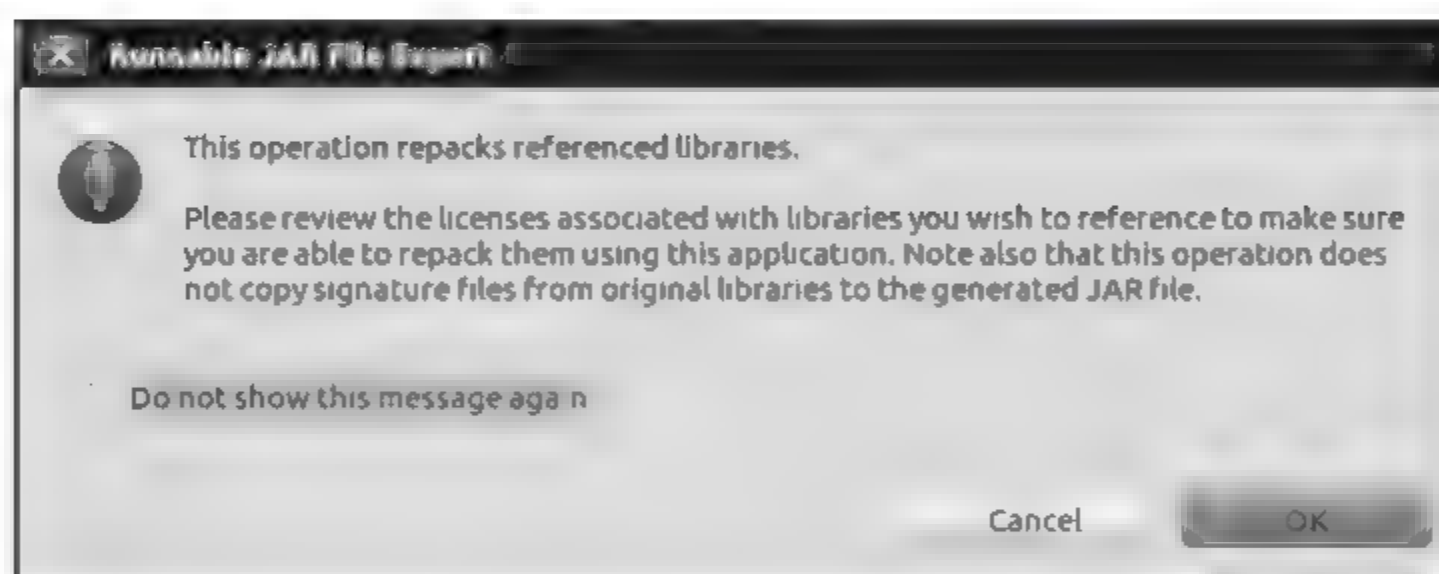 Runnable JAR File Export
This operation repacks referenced libraries.
Please review the licenses associated with libraries you wish to reference to make sure
you are able to repack them using this application. Note also that this operation does
not copy signature files from original libraries to the generated JAR file.
Do not show this message again
Cancel
OK